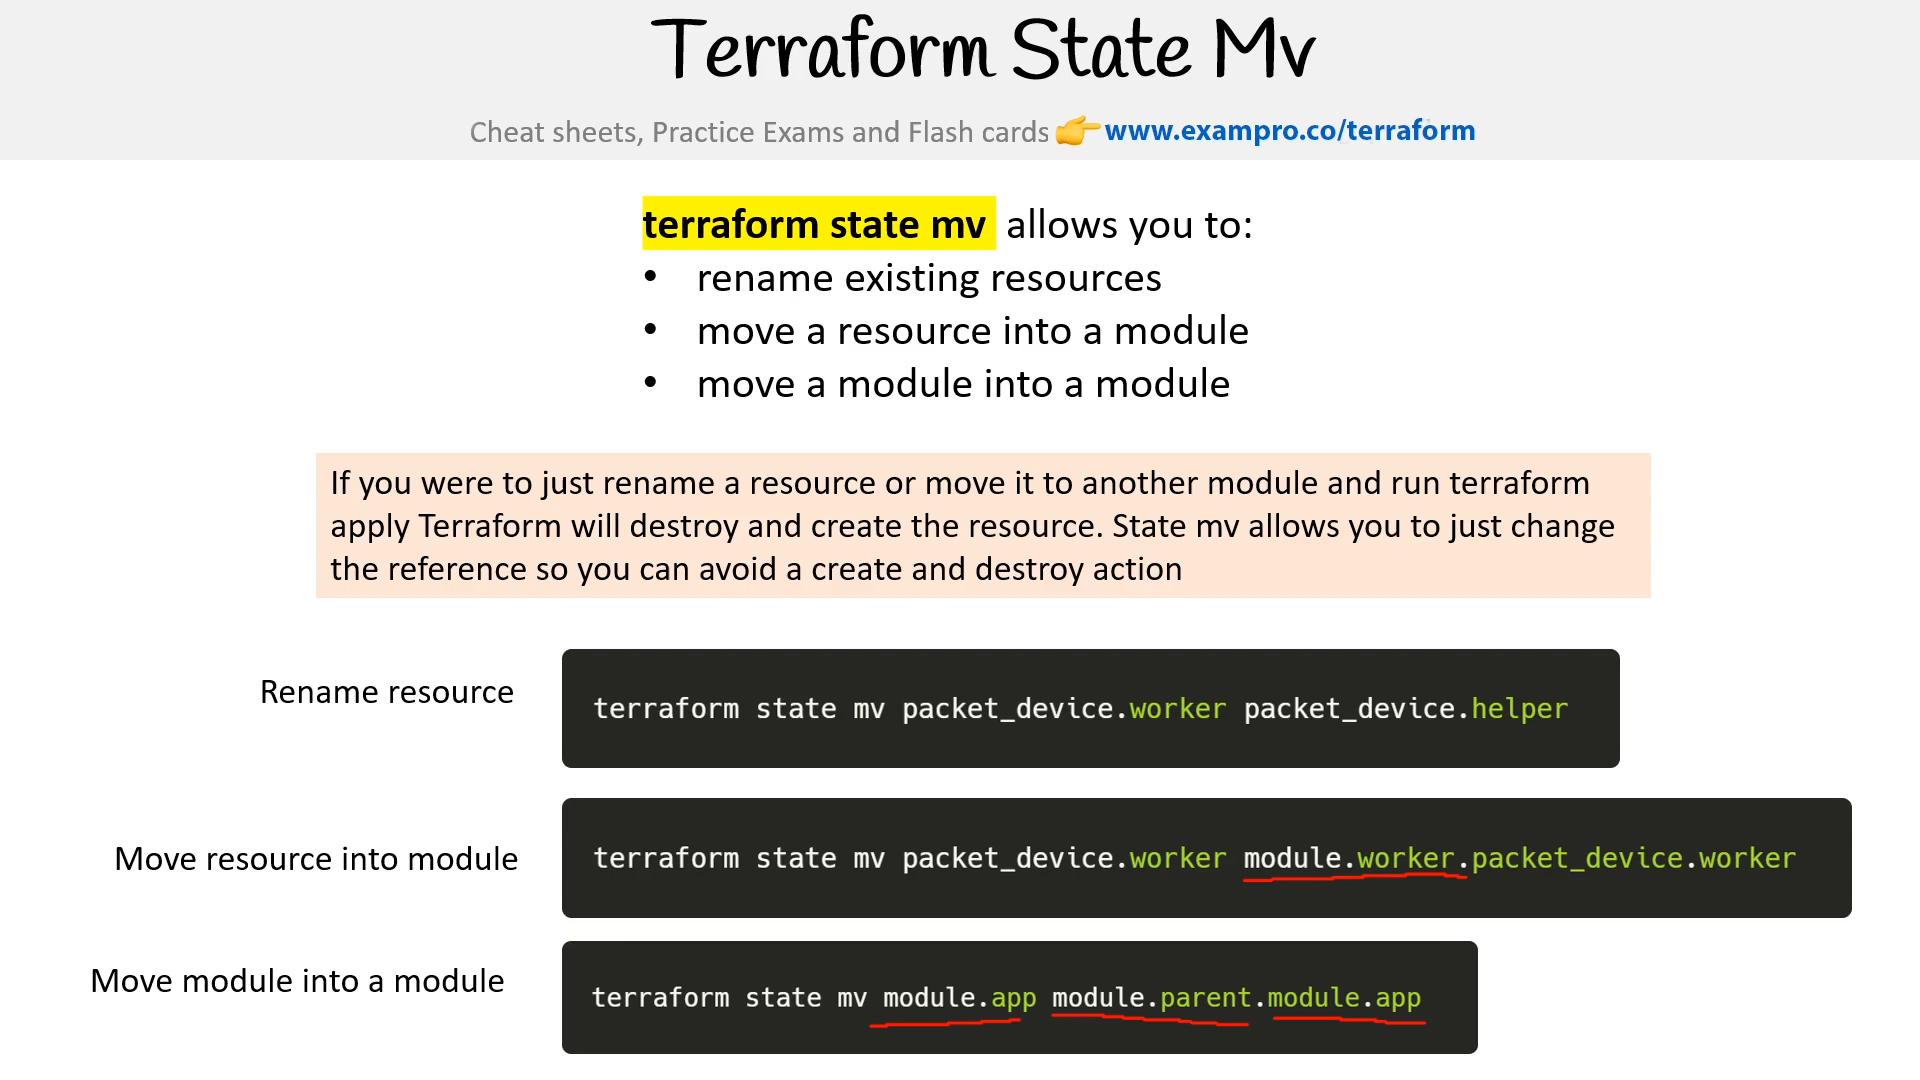 Terraform State Mv
Cheat sheets, Practice Exams and Flash cards 👉 www.exampro.co/terraform
terraform state mv allows you to:
• rename existing resources
• move a resource into a module
• move a module into a module
If you were to just rename a resource or move it to another module and run terraform
apply Terraform will destroy and create the resource. State mv allows you to just change
the reference so you can avoid a create and destroy action
Rename resource
terraform state mv packet_device.worker packet_device.helper
Move resource into module
terraform state mv packet_device.worker module.worker.packet_device.worker
Move module into a module
terraform state mv module.app module.parent.module.app